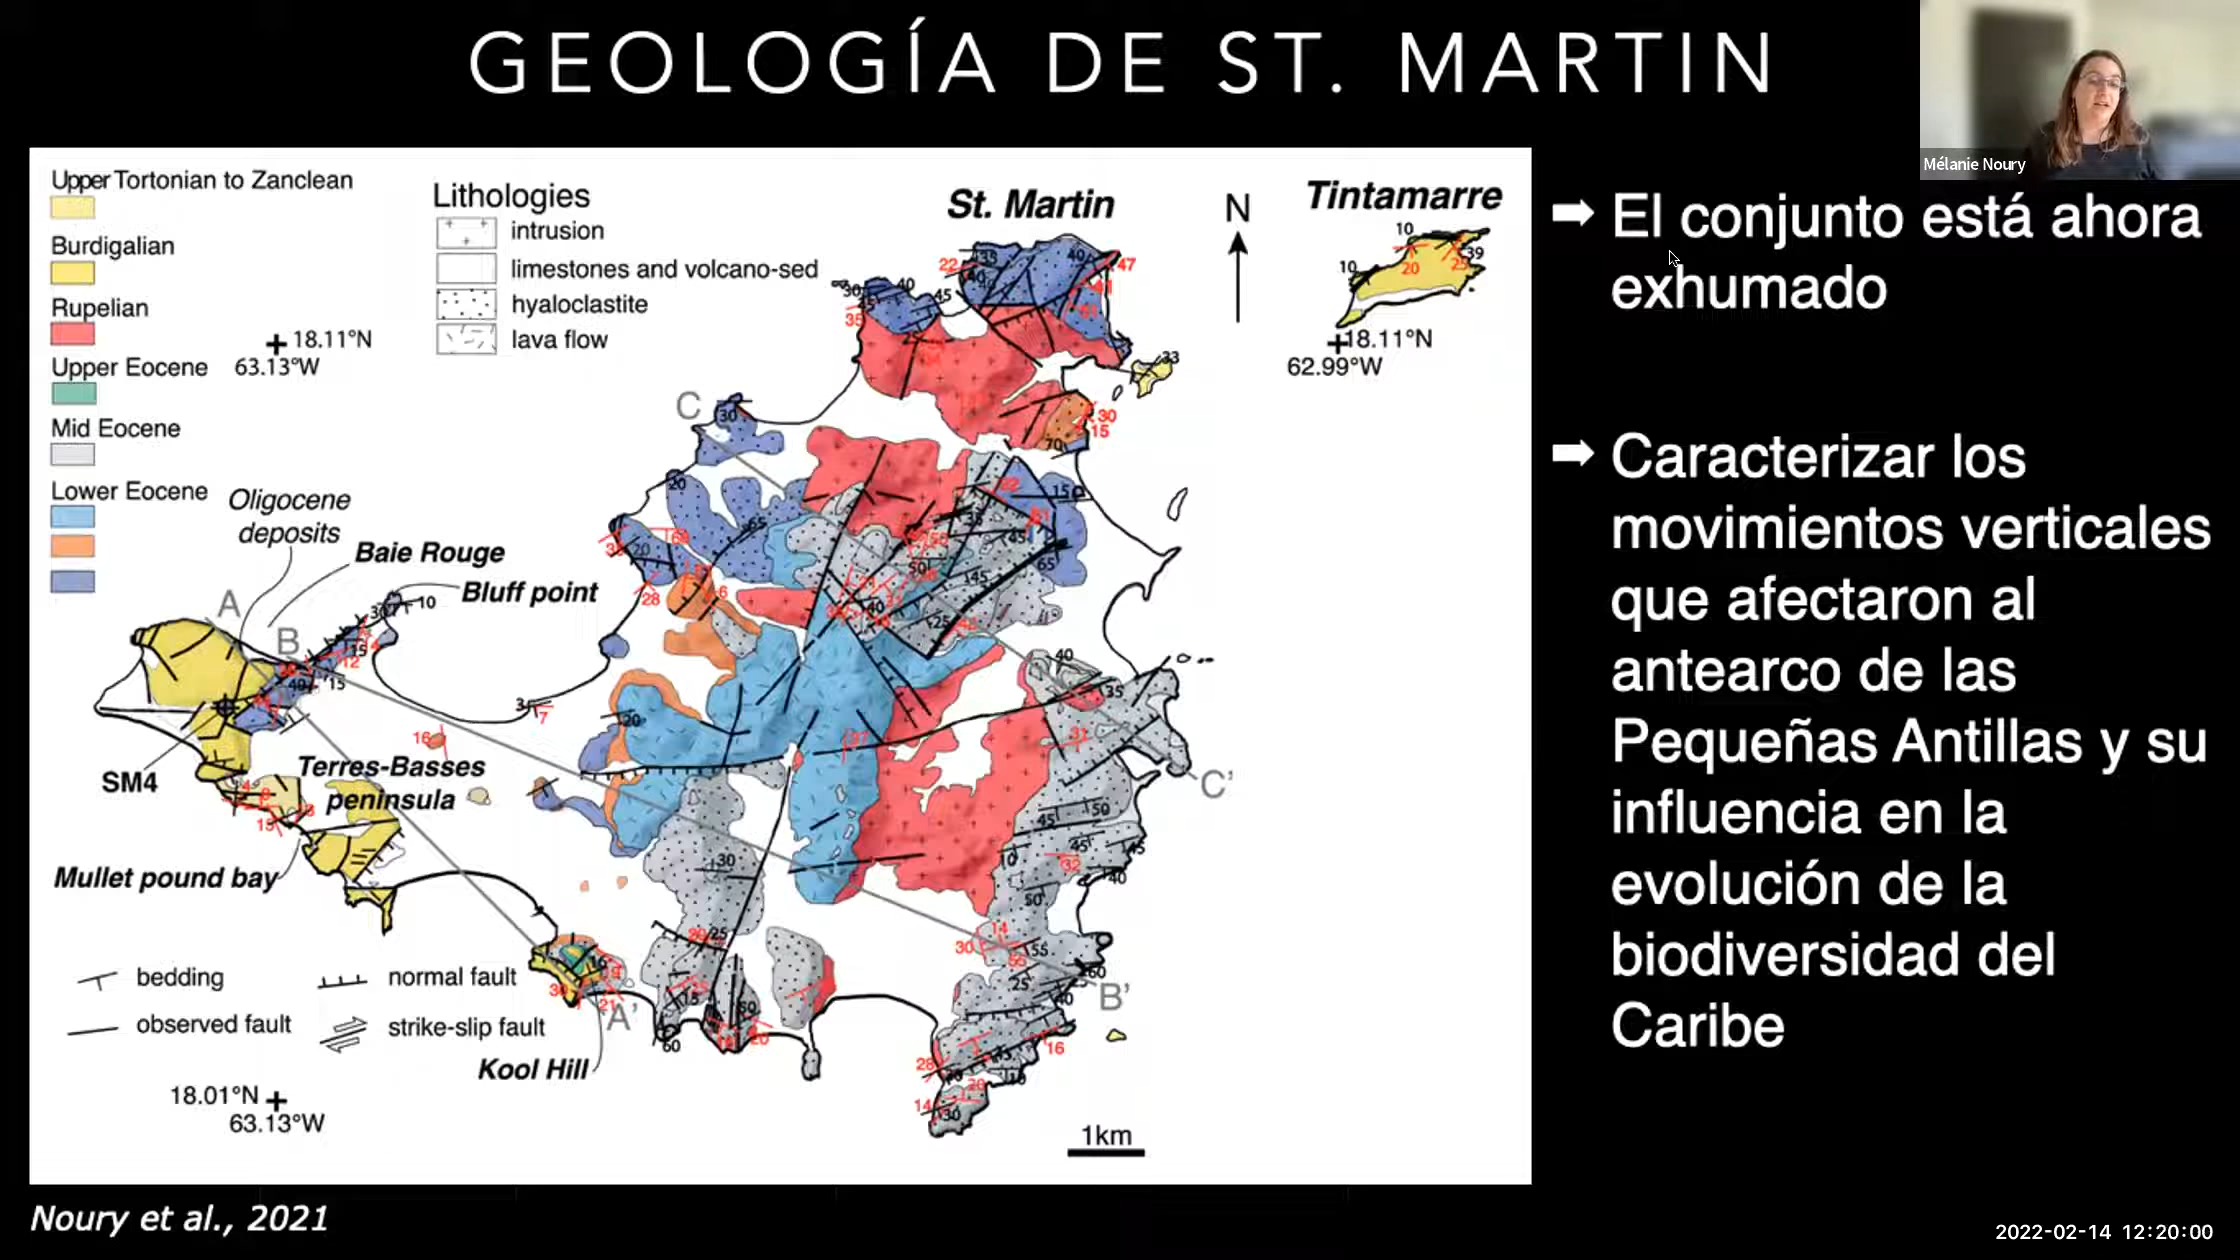 GEOLOGÍA DE ST. MARTIN
Mélanie Noury
Upper Tortonian to Zanclean
Burdigalian
Rupelian
18.11°N
63.13°W
Upper Eocene
Mid Eocene
Lower Eocene
Lithologies
intrusion
limestones and volcano-sed
hyaloclastite
lava flow
St. Martin
N
Tintamarre
10
39
10
20
25
18.11°N
62.99°W
Oligocene
deposits
Baie Rouge
Bluff point
A
B
C
SM4
Terres-Basses
peninsula
Mullet pound bay
Kool Hill
A'
B'
C'
bedding
normal fault
observed fault
strike-slip fault
18.01°N
63.13°W
1km
➡ El conjunto está ahora
exhumado
➡ Caracterizar los
movimientos verticales
que afectaron al
antearco de las
Pequeñas Antillas y su
influencia en la
evolución de la
biodiversidad del
Caribe
Noury et al., 2021
2022-02-14 12:20:00